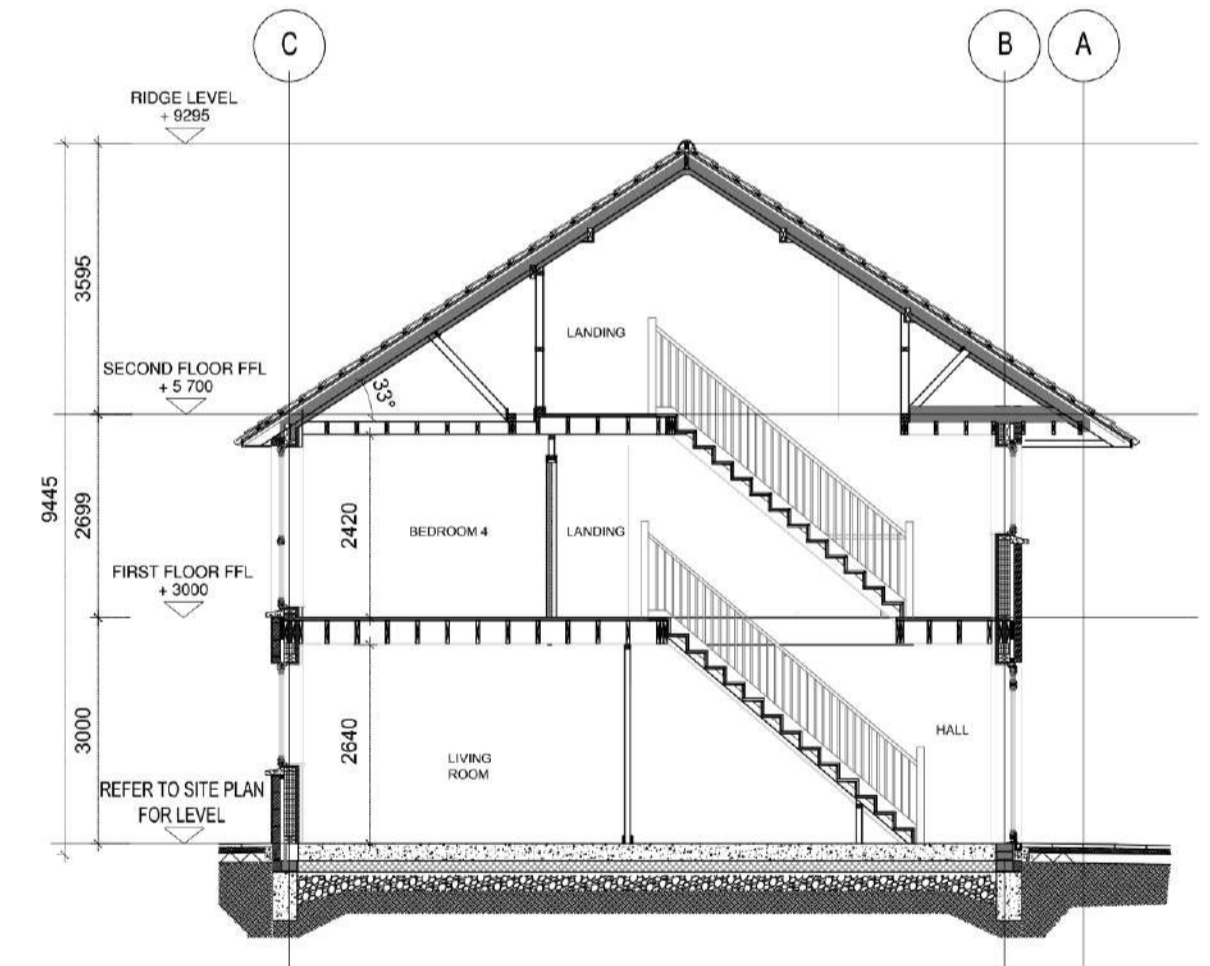 C
B
A
RIDGE LEVEL
+ 9295
3595
LANDING
SECOND FLOOR FFL
+ 5 700
33°
9445
2699
2420
BEDROOM 4
LANDING
FIRST FLOOR FFL
+ 3000
3000
2640
HALL
LIVING
ROOM
REFER TO SITE PLAN
FOR LEVEL